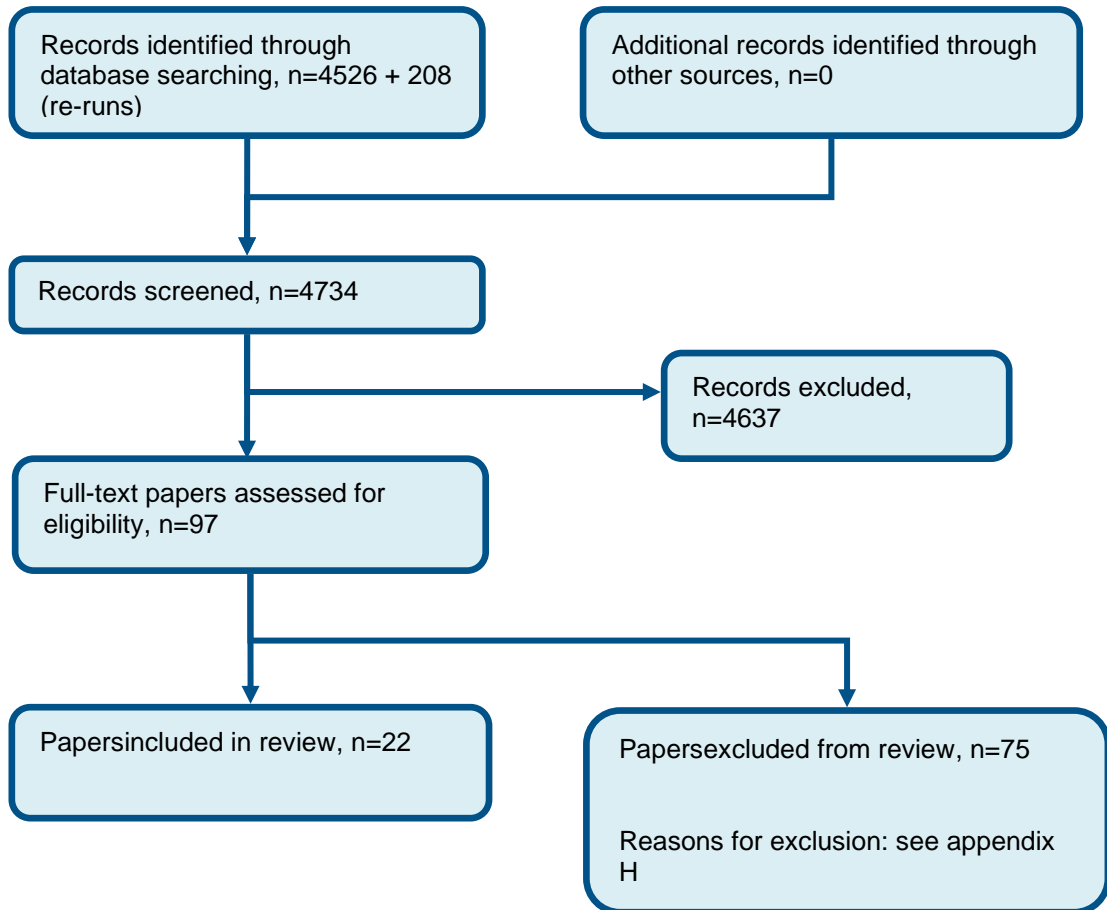 Records identified through
database searching, n=4526 + 208
(re-runs)
Additional records identified through
other sources, n=0
Records screened, n=4734
Records excluded,
n=4637
Full-text papers assessed for
eligibility, n=97
Papersincluded in review, n=22
Papersexcluded from review, n=75
Reasons for exclusion: see appendix
H